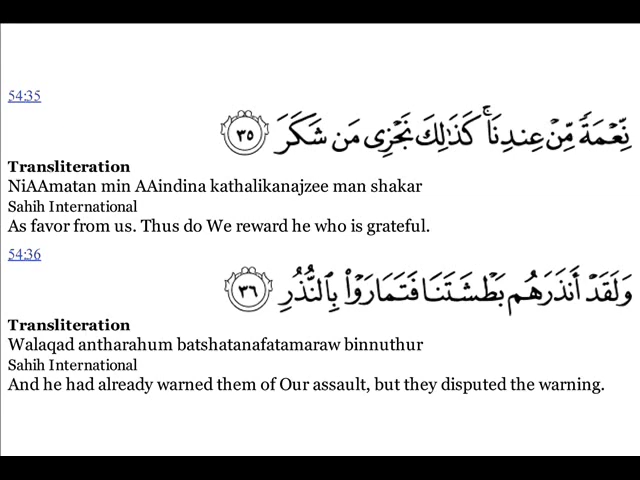 54:35
نِّعْمَةً مِّنْ عِندِنَا ۚ كَذَٰلِكَ نَجْزِي مَن شَكَرَ ٣٥
Transliteration
NiAAmatan min AAindina kathalikanajzee man shakar
Sahih International
As favor from us. Thus do We reward he who is grateful.
54:36
وَلَقَدْ أَنذَرَهُم بَطْشَتَنَا فَتَمَارَوْا۟ بِالنُّذُرِ ٣٦
Transliteration
Walaqad antharahum batshatanafatamaraw binnuthur
Sahih International
And he had already warned them of Our assault, but they disputed the warning.